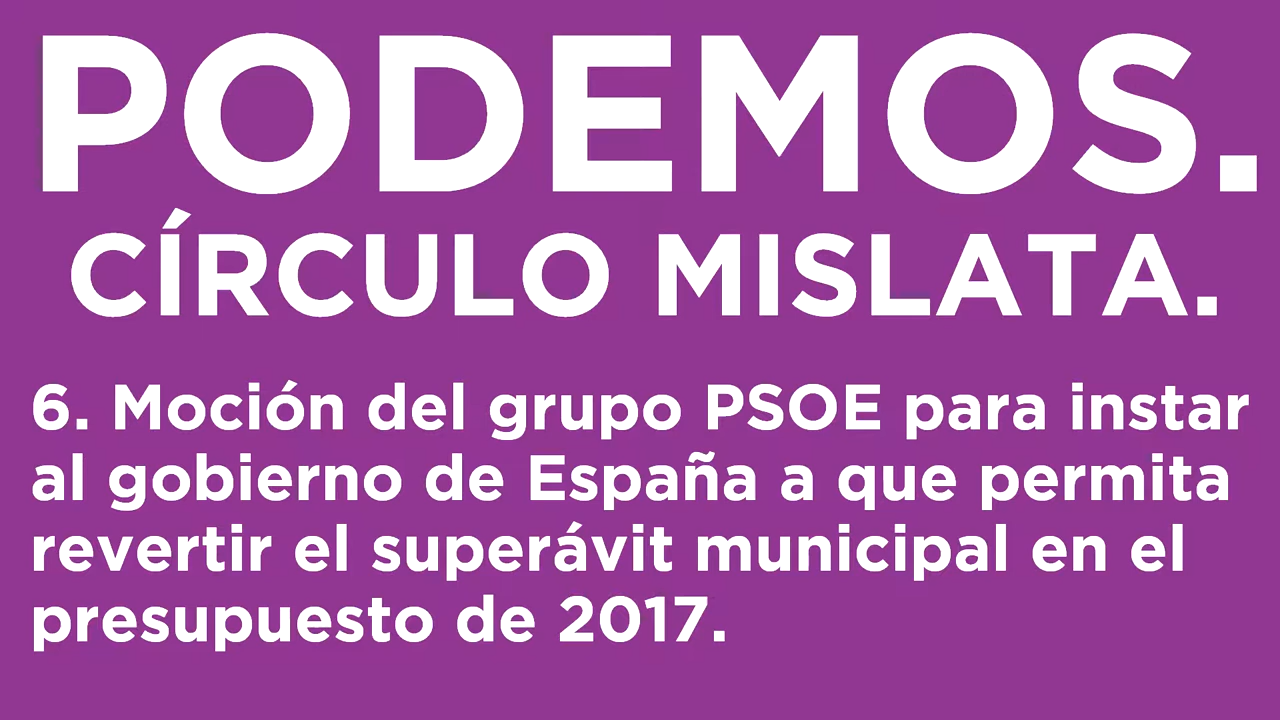 PODEMOS.
CÍRCULO MISLATA.
6. Moción del grupo PSOE para instar
al gobierno de España a que permita
revertir el superávit municipal en el
presupuesto de 2017.